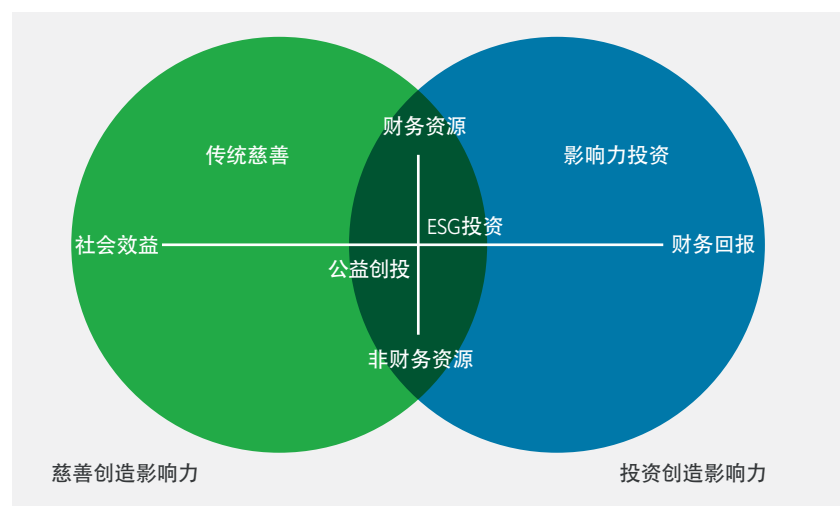 财务资源
传统慈善
影响力投资
ESG投资
社会效益
财务回报
公益创投
非财务资源
慈善创造影响力
投资创造影响力